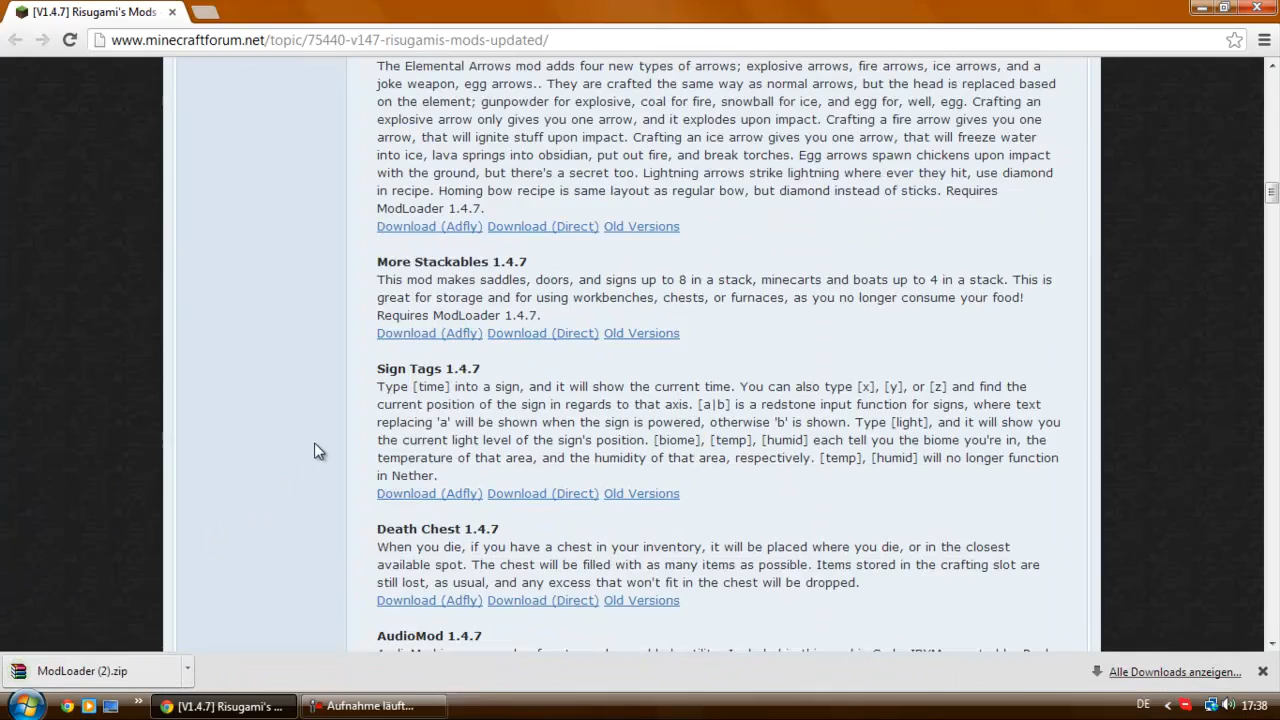 [V1.4.7] Risugami's Mods
www.minecraftforum.net/topic/75440-v147-risugamis-mods-updated/
The Elemental Arrows mod adds four new types of arrows; explosive arrows, fire arrows, ice arrows, and a
joke weapon, egg arrows.. They are crafted the same way as normal arrows, but the head is replaced based
on the element; gunpowder for explosive, coal for fire, snowball for ice, and egg for, well, egg. Crafting an
explosive arrow only gives you one arrow, and it explodes upon impact. Crafting a fire arrow gives you one
arrow, that will ignite stuff upon impact. Crafting an ice arrow gives you one arrow, that will freeze water
into ice, lava springs into obsidian, put out fire, and break torches. Egg arrows spawn chickens upon impact
with the ground, but there's a secret too. Lightning arrows strike lightning where ever they hit, use diamond
in recipe. Homing bow recipe is same layout as regular bow, but diamond instead of sticks. Requires
ModLoader 1.4.7.
Download (Adfly) Download (Direct) Old Versions
More Stackables 1.4.7
This mod makes saddles, doors, and signs up to 8 in a stack, minecarts and boats up to 4 in a stack. This is
great for storage and for using workbenches, chests, or furnaces, as you no longer consume your food!
Requires ModLoader 1.4.7.
Download (Adfly) Download (Direct) Old Versions
Sign Tags 1.4.7
Type [time] into a sign, and it will show the current time. You can also type [x], [y], or [z] and find the
current position of the sign in regards to that axis. [a|b] is a redstone input function for signs, where text
replacing 'a' will be shown when the sign is powered, otherwise 'b' is shown. Type [light], and it will show you
the current light level of the sign's position. [biome], [temp], [humid] each tell you the biome you're in, the
temperature of that area, and the humidity of that area, respectively. [temp], [humid] will no longer function
in Nether.
Download (Adfly) Download (Direct) Old Versions
Death Chest 1.4.7
When you die, if you have a chest in your inventory, it will be placed where you die, or in the closest
available spot. The chest will be filled with as many items as possible. Items stored in the crafting slot are
still lost, as usual, and any excess that won't fit in the chest will be dropped.
Download (Adfly) Download (Direct) Old Versions
AudioMod 1.4.7
ModLoader (2).zip
Alle Downloads anzeigen...
[V1.4.7] Risugami's ...
Aufnahme läuft...
DE
17:38